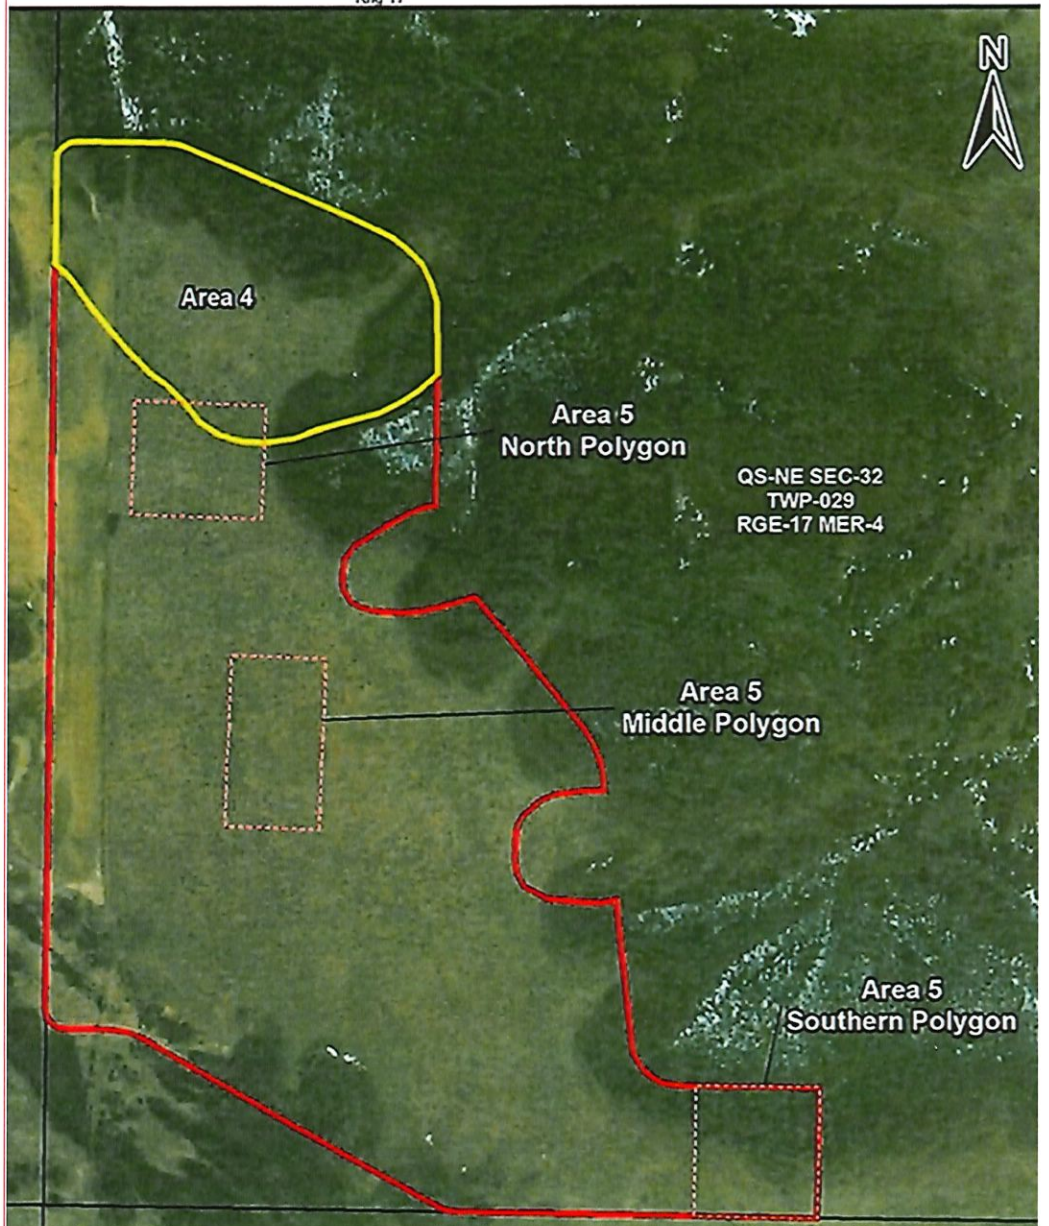 N
Area 4
Area 5
North Polygon
QS-NE SEC-32
TWP-029
RGE-17 MER-4
Area 5
Middle Polygon
Area 5
Southern Polygon